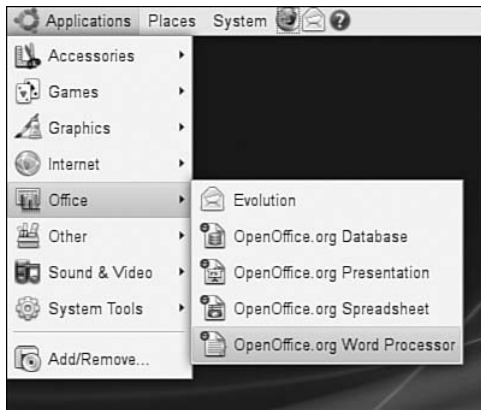 Applications Places System
Accessories
Games
Graphics
Internet
Office
Other
Sound & Video
System Tools
Add/Remove...
Evolution
OpenOffice.org Database
OpenOffice.org Presentation
OpenOffice.org Spreadsheet
OpenOffice.org Word Processor